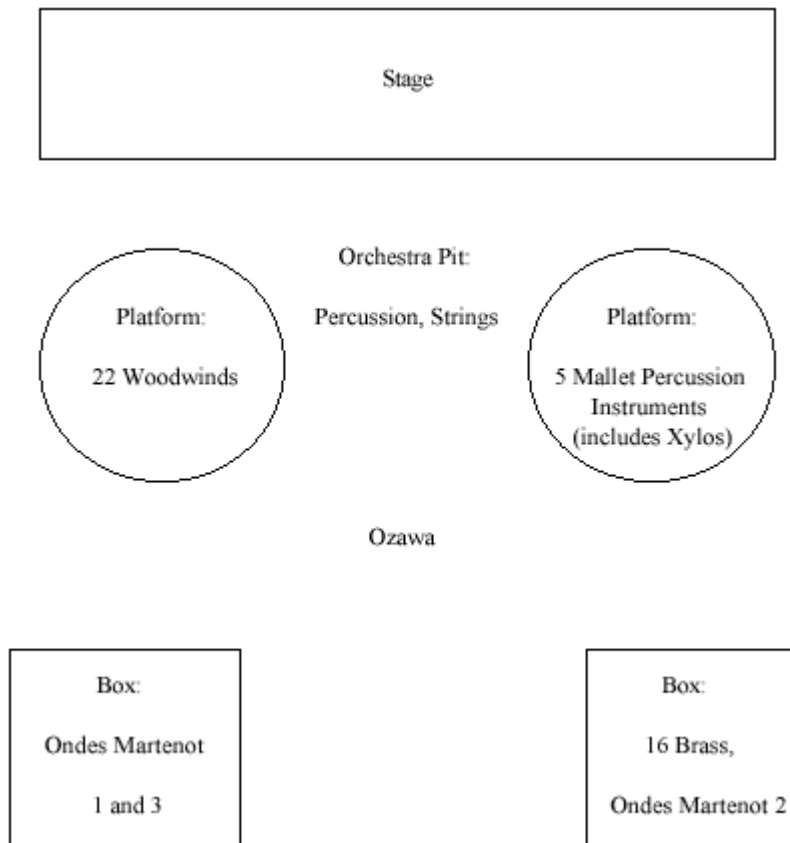 Stage
Orchestra Pit:
Percussion, Strings
Platform:
22 Woodwinds
Platform:
5 Mallet Percussion
Instruments
(includes Xylos)
Ozawa
Box:
Ondes Martenot
1 and 3
Box:
16 Brass,
Ondes Martenot 2